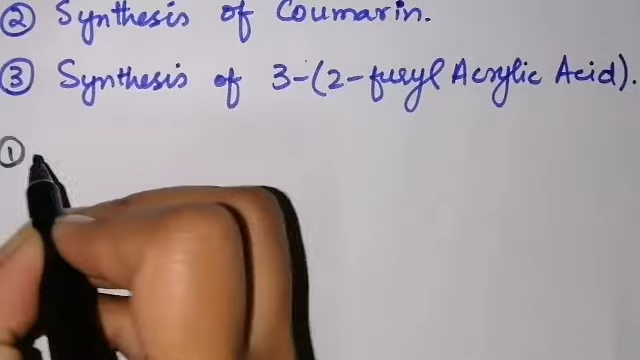 ② Synthesis of Coumarin.
③ Synthesis of 3-(2-furyl Acrylic Acid).
①